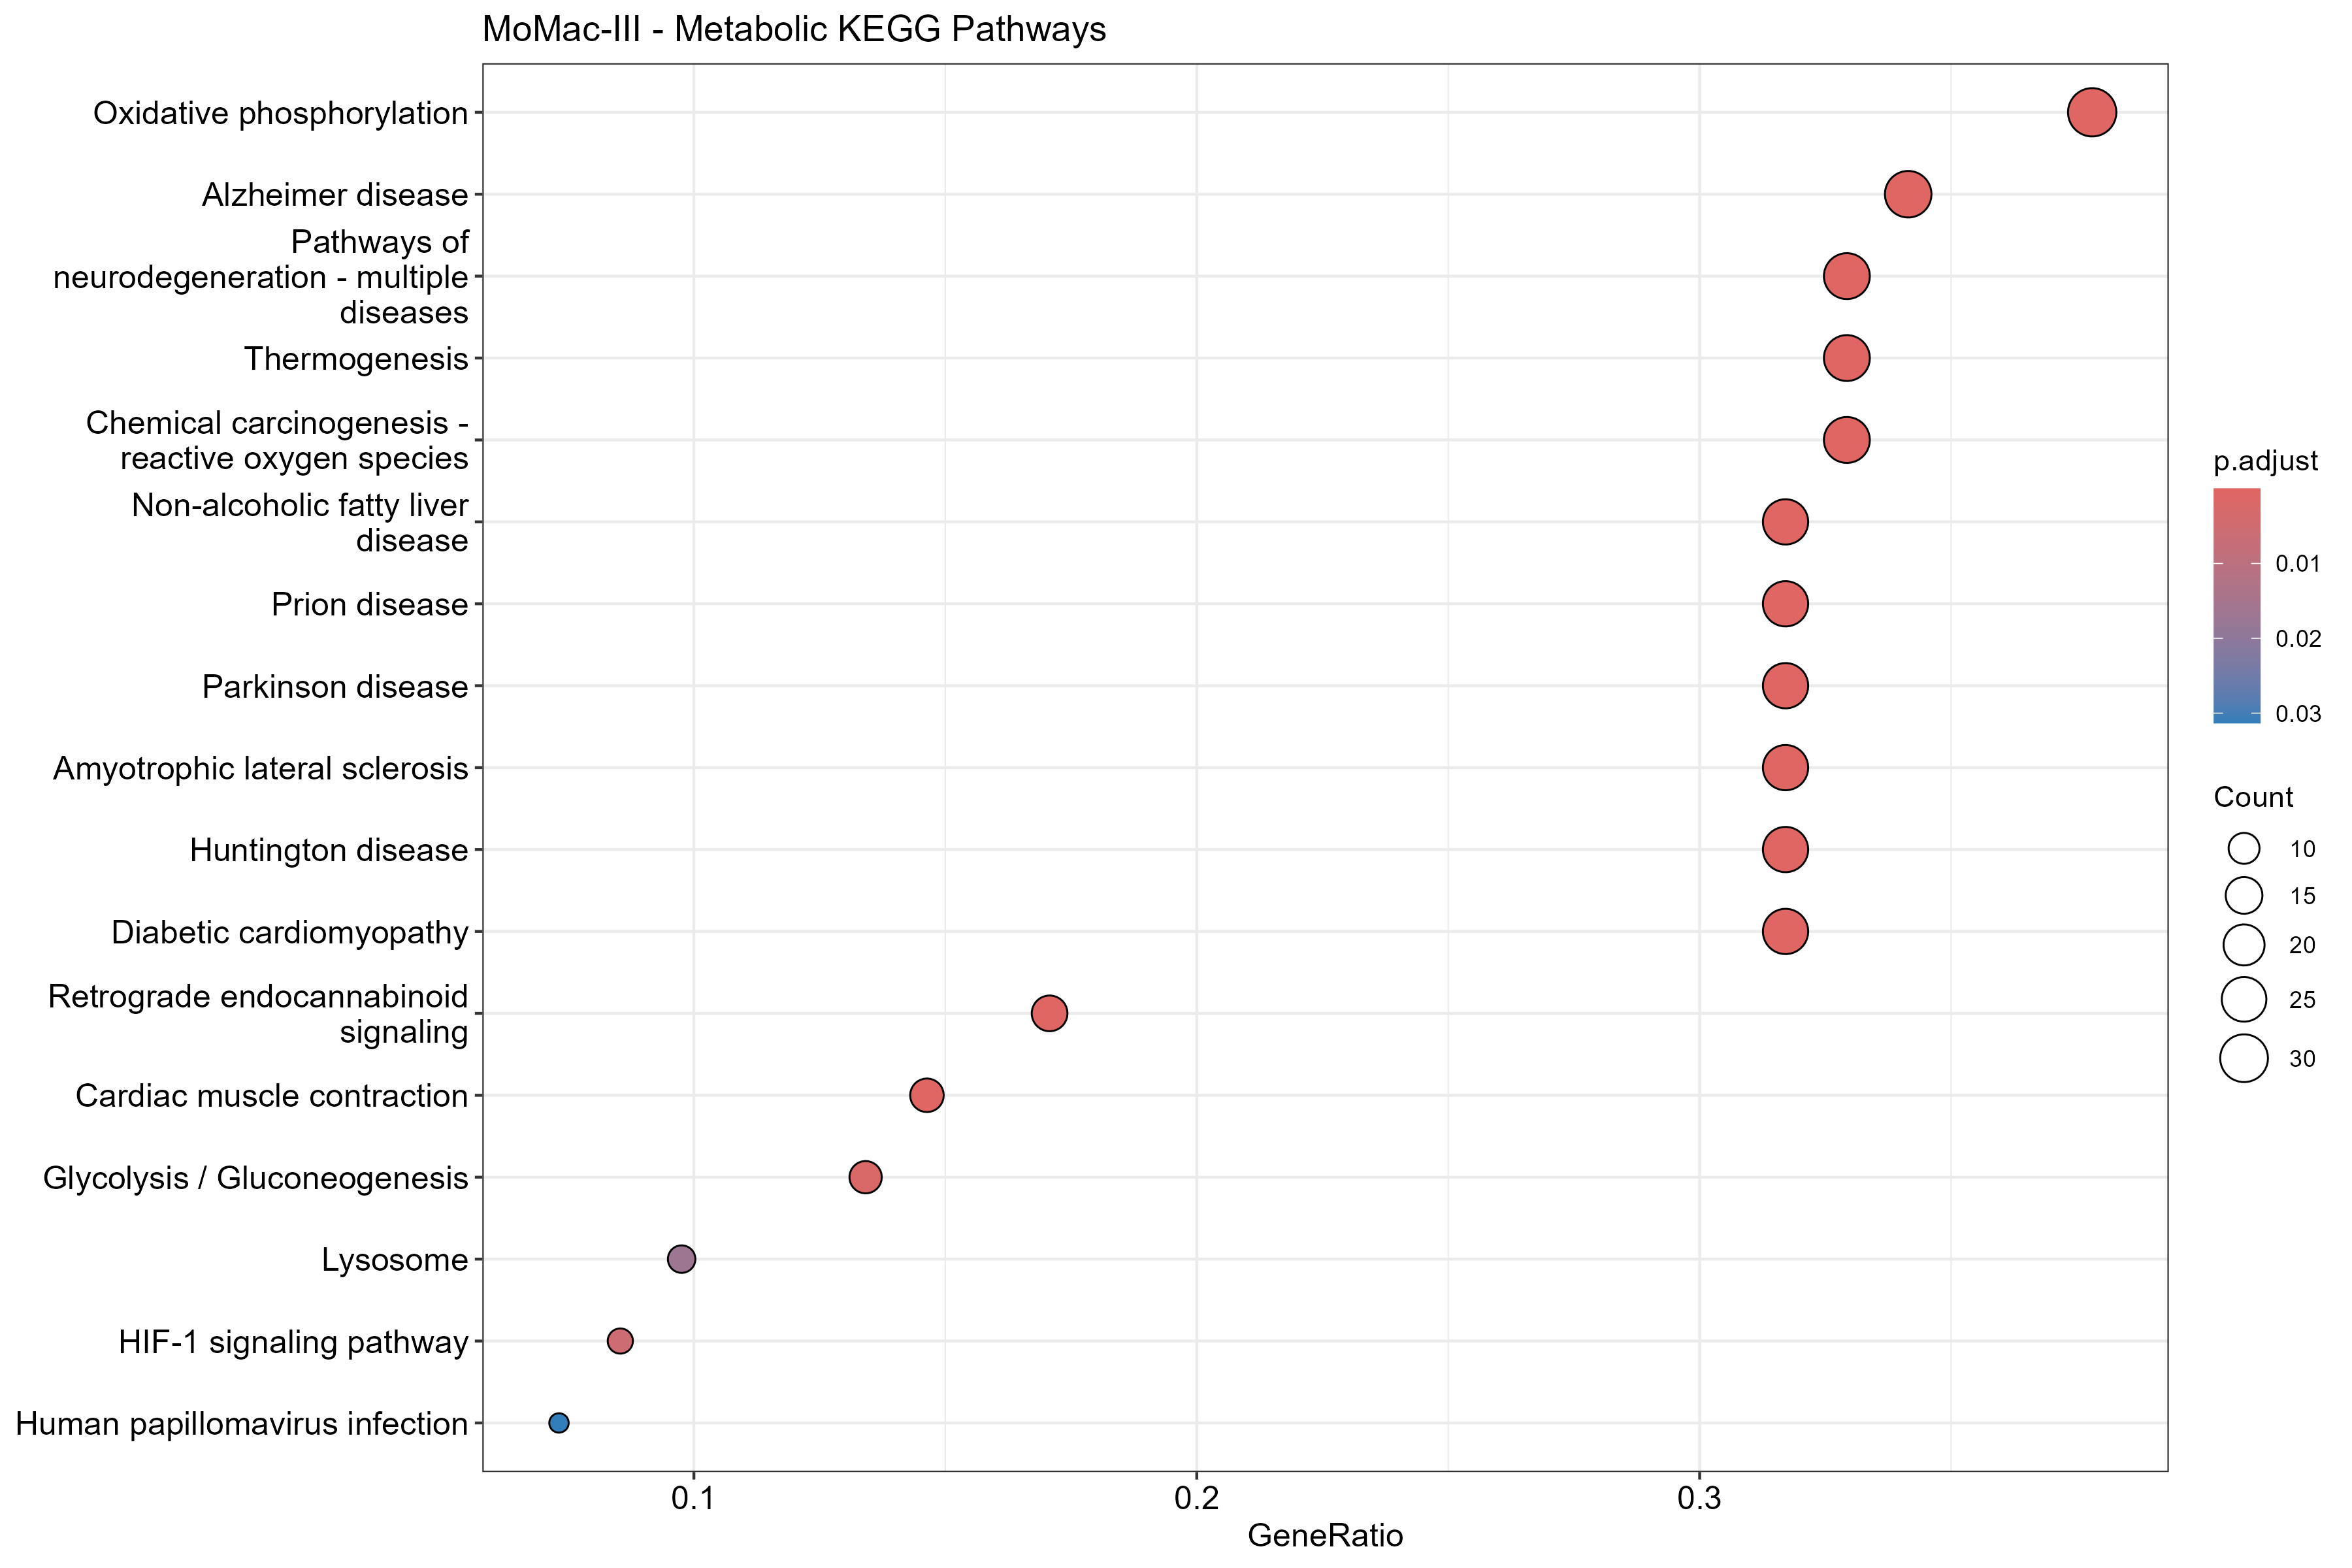 MoMac-III - Metabolic KEGG Pathways
Oxidative phosphorylation
Alzheimer disease
Pathways of
neurodegeneration - multiple
diseases
Thermogenesis
Chemical carcinogenesis -
reactive oxygen species
Non-alcoholic fatty liver
disease
Prion disease
Parkinson disease
Amyotrophic lateral sclerosis
Huntington disease
Diabetic cardiomyopathy
Retrograde endocannabinoid
signaling
Cardiac muscle contraction
Glycolysis / Gluconeogenesis
Lysosome
HIF-1 signaling pathway
Human papillomavirus infection
0.1 0.2 0.3
GeneRatio
p.adjust
0.01
0.02
0.03
Count
10
15
20
25
30